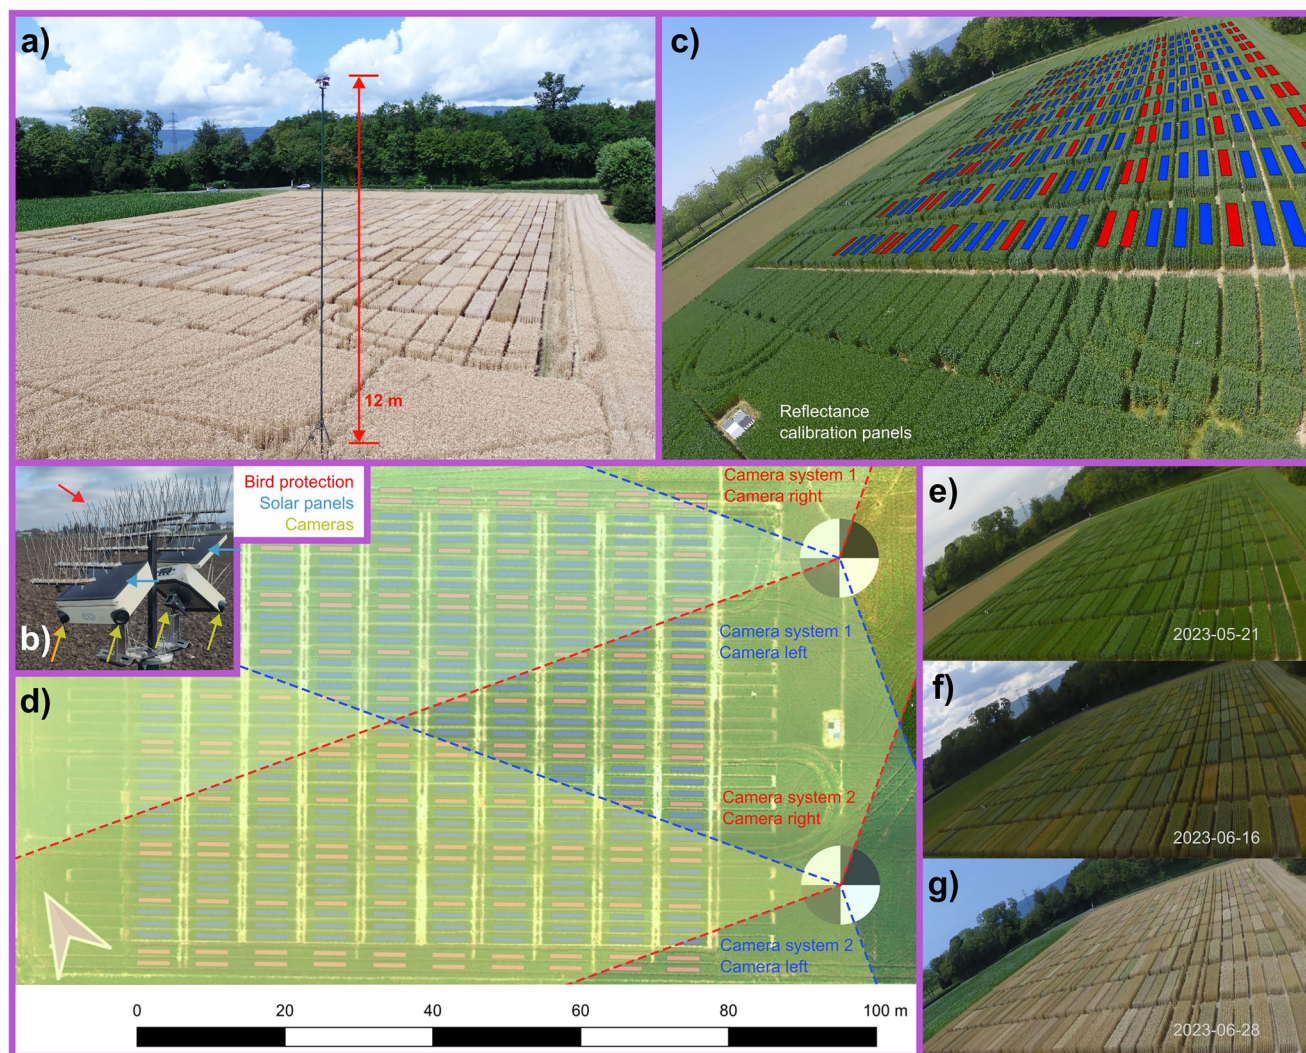 a)
12 m
c)
Reflectance
calibration panels
b)
Bird protection
Solar panels
Cameras
d)
Camera system 1
Camera right
Camera system 1
Camera left
Camera system 2
Camera right
Camera system 2
Camera left
0 20 40 60 80 100 m
e)
2023-05-21
f)
2023-06-16
g)
2023-06-28